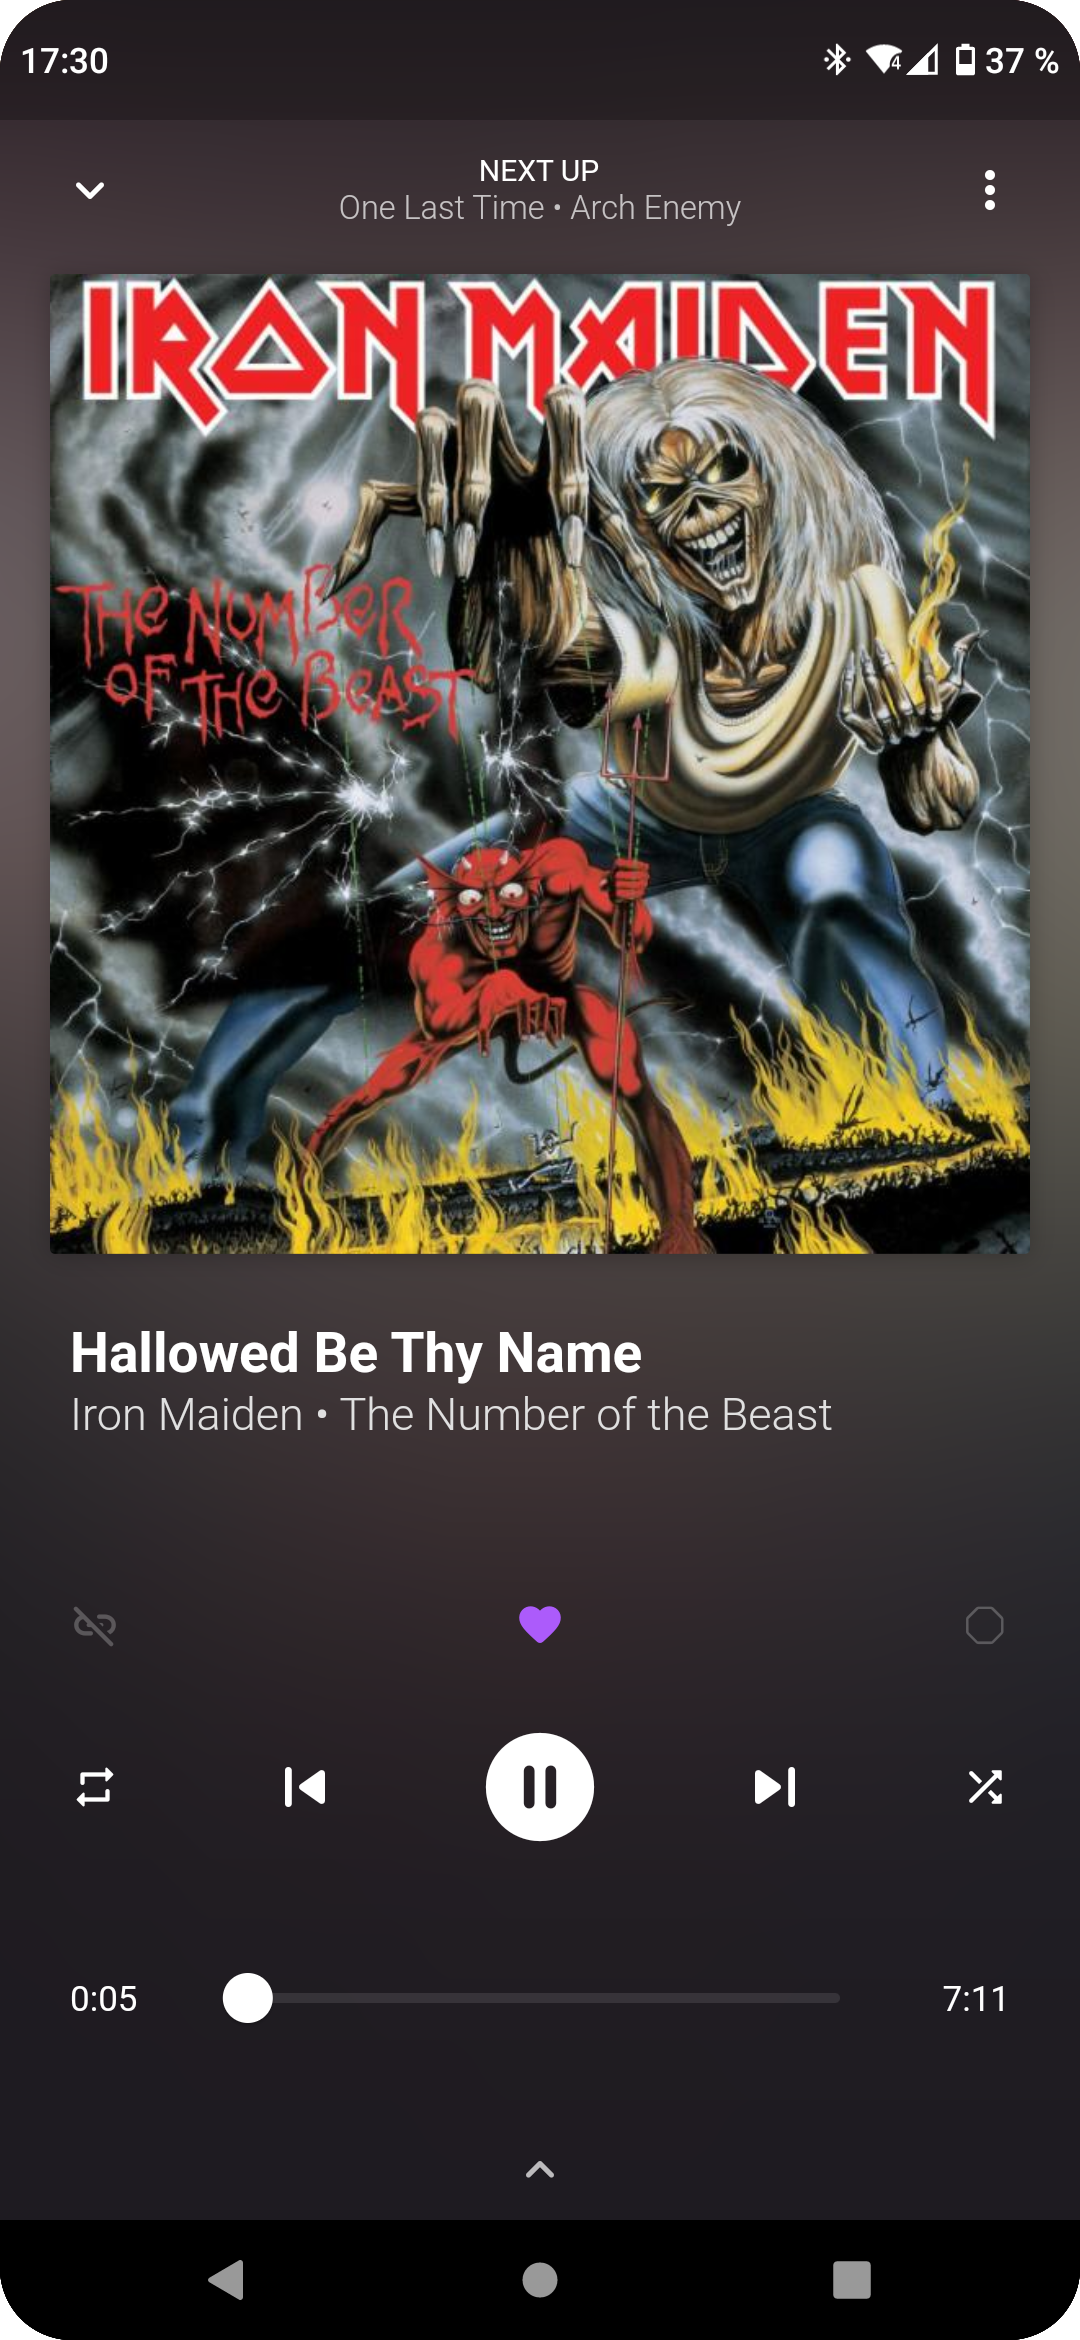 17:30
4
37 %
NEXT UP
One Last Time • Arch Enemy
IRON MAIDEN
THE NUMBER
OF THE BEAST
Hallowed Be Thy Name
Iron Maiden • The Number of the Beast
0:05
7:11